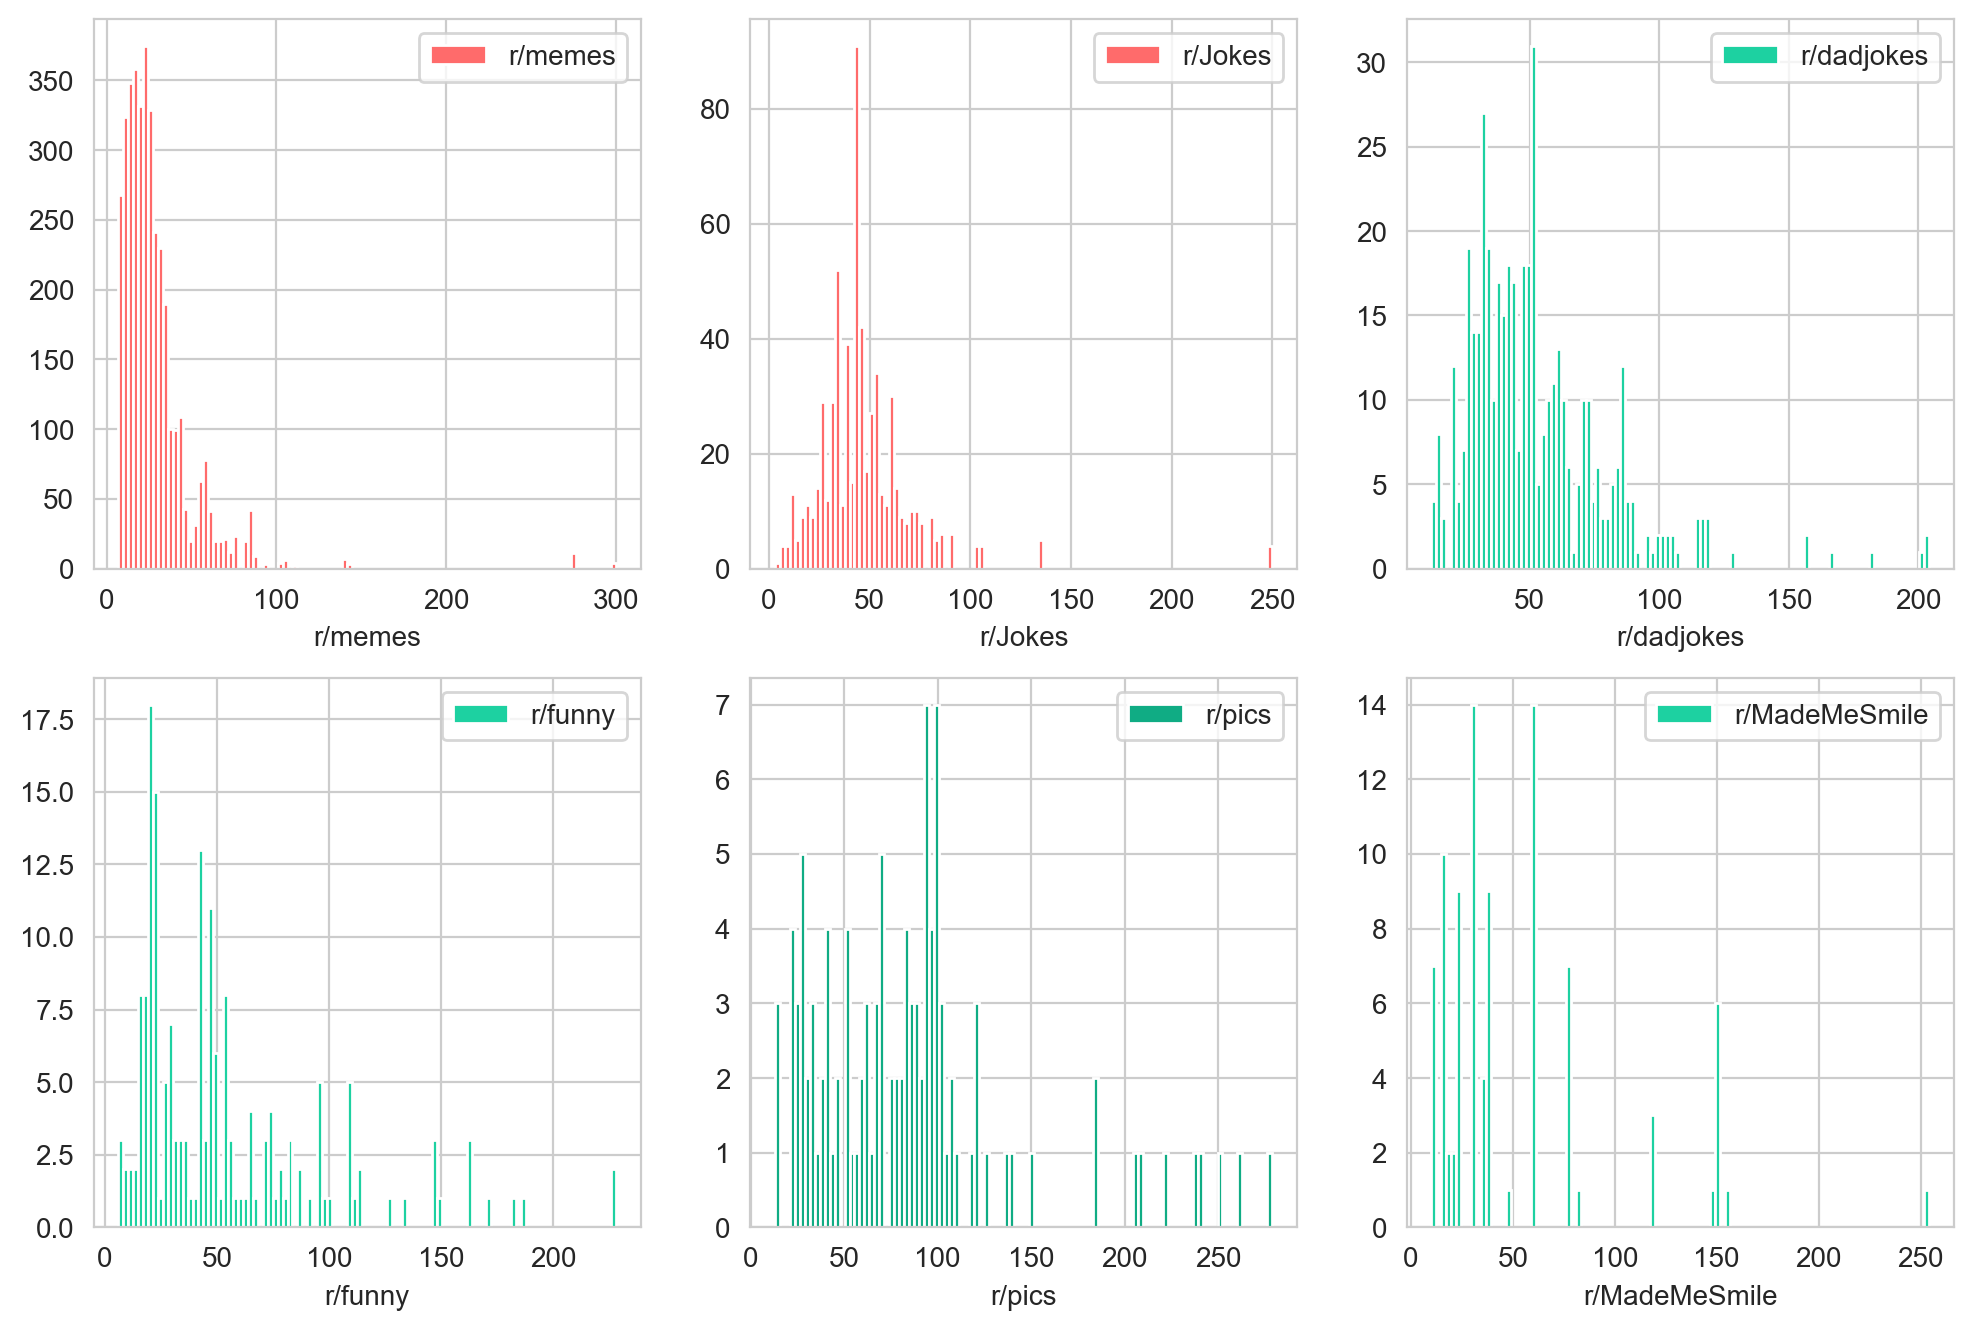 r/memes
350
300
250
200
150
100
50
0
0 100 200 300
r/memes
r/Jokes
80
60
40
20
0
0 50 100 150 200 250
r/Jokes
r/dadjokes
30
25
20
15
10
5
0
50 100 150 200
r/dadjokes
r/funny
17.5
15.0
12.5
10.0
7.5
5.0
2.5
0.0
0 50 100 150 200
r/funny
r/pics
7
6
5
4
3
2
1
0
0 50 100 150 200 250
r/pics
r/MadeMeSmile
14
12
10
8
6
4
2
0
0 50 100 150 200 250
r/MadeMeSmile